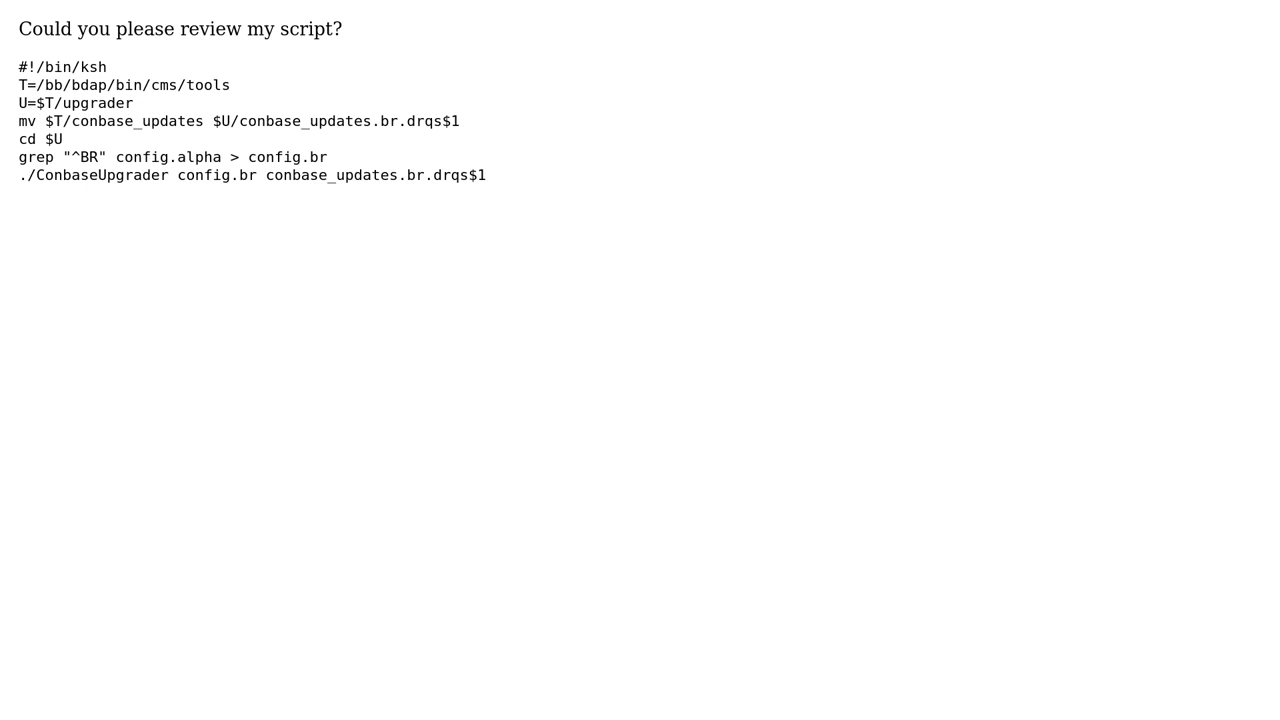 Could you please review my script?
#!/bin/ksh
T=/bb/bdap/bin/cms/tools
U=$T/upgrader
mv $T/conbase_updates $U/conbase_updates.br.drqs$1
cd $U
grep "^BR" config.alpha > config.br
./ConbaseUpgrader config.br conbase_updates.br.drqs$1